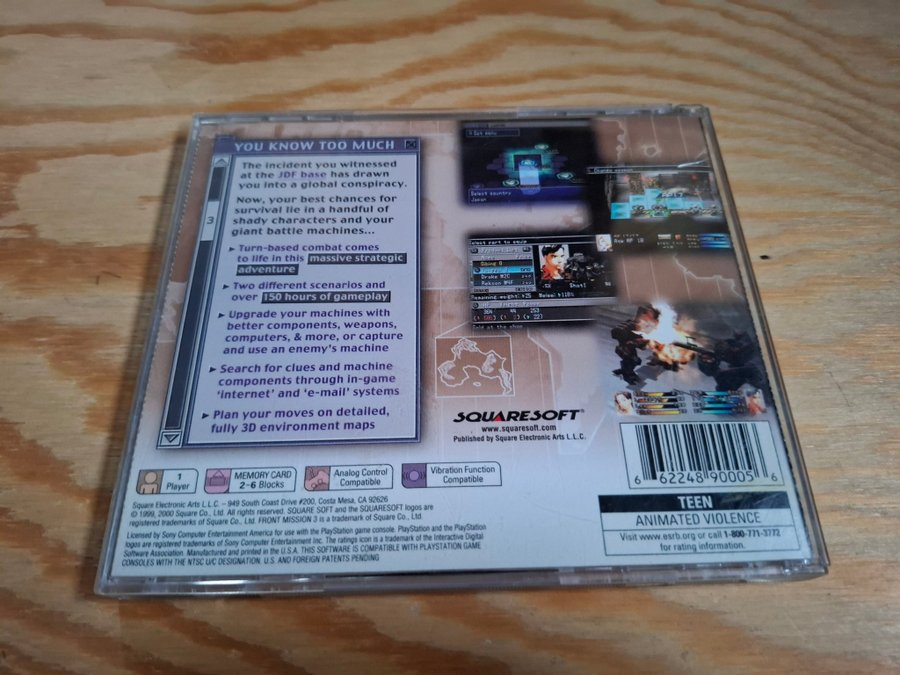 YOU KNOW TOO MUCH
The incident you witnessed
at the JDF base has drawn
you into a global conspiracy.
Now, your best chances for
survival lie in a handful of
shady characters and your
giant battle machines...
3
Turn-based combat comes
to life in this massive strategic
adventure
Two different scenarios and
over 150 hours of gameplay
Upgrade your machines with
better components, weapons,
computers, & more, or capture
and use an enemy's machine
Search for clues and machine
components through in-game
'internet' and 'e-mail' systems
Plan your moves on detailed,
fully 3D environment maps
Select country
Japan
Select part to equip
Remaining weight:
SQUARESOFT®
www.squaresoft.com
Published by Square Electronic Arts L.L.C.
1
Player
MEMORY CARD
2-6 Blocks
Analog Control
Compatible
Vibration Function
Compatible
6 62248 90005 6
TEEN
ANIMATED VIOLENCE
Visit www.esrb.org or call 1-800-771-3772
for rating information.
Square Electronic Arts L.L.C. – 949 South Coast Drive #200, Costa Mesa, CA 92626
© 1999, 2000 Square Co., Ltd. All rights reserved. SQUARE SOFT and the SQUARESOFT logos are
registered trademarks of Square Co., Ltd. FRONT MISSION 3 is a trademark of Square Co., Ltd
Licensed by Sony Computer Entertainment America for use with the PlayStation game console. PlayStation and the PlayStation
logos are registered trademarks of Sony Computer Entertainment Inc. The ratings icon is a trademark of the Interactive Digital
Software Association. Manufactured and printed in the U.S.A. THIS SOFTWARE IS COMPATIBLE WITH PLAYSTATION GAME
CONSOLES WITH THE NTSC U/C DESIGNATION. U.S. AND FOREIGN PATENTS PENDING